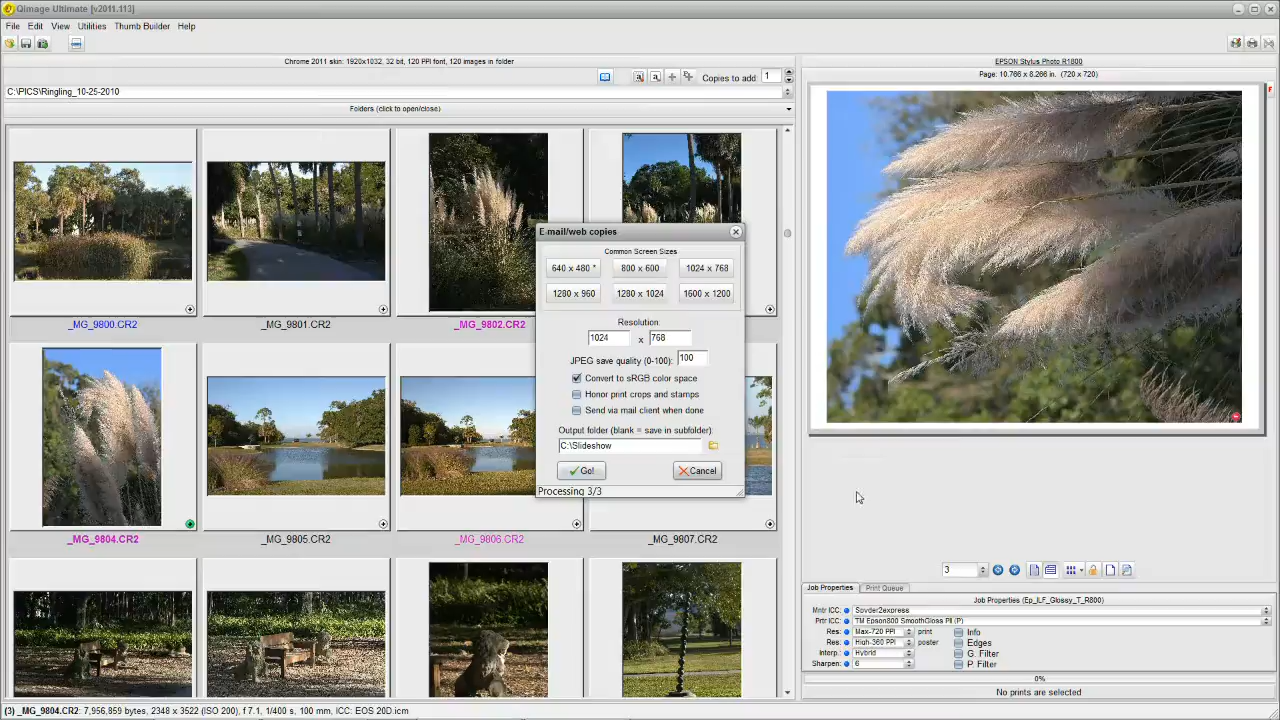 Qimage Ultimate [v2011.113]
File Edit View Utilities Thumb Builder Help
Chrome 2011 skin: 1920x1032, 32 bit, 120 PPI font, 120 images in folder
Copies to add: 1
C:\PICS\Ringling_10-25-2010
Folders (click to open/close)
_MG_9800.CR2
_MG_9801.CR2
_MG_9802.CR2
_MG_9804.CR2
_MG_9805.CR2
_MG_9806.CR2
_MG_9807.CR2
E-mail/web copies
Common Screen Sizes
640 x 480 *
800 x 600
1024 x 768
1280 x 960
1280 x 1024
1600 x 1200
Resolution:
1024 x 768
JPEG save quality (0-100): 100
Convert to sRGB color space
Honor print crops and stamps
Send via mail client when done
Output folder (blank = save in subfolder):
C:\Slideshow
Go!
Cancel
Processing 3/3
EPSON Stylus Photo R1800
Page: 10.766 x 8.266 in. (720 x 720)
F
3
Job Properties
Print Queue
Job Properties (Ep_ILF_Glossy_T_R800)
Mntr ICC: Spyder2express
Prtr ICC: TM Epson800 SmoothGloss Pll (P)
Res: Max-720 PPI print Info
Res: High-360 PPI poster Edges
Interp.: Hybrid G. Filter
Sharpen: 6 P. Filter
0%
No prints are selected
(3) _MG_9804.CR2: 7,956,859 bytes, 2348 x 3522 (ISO 200), f 7.1, 1/400 s, 100 mm, ICC: EOS 20D.icm